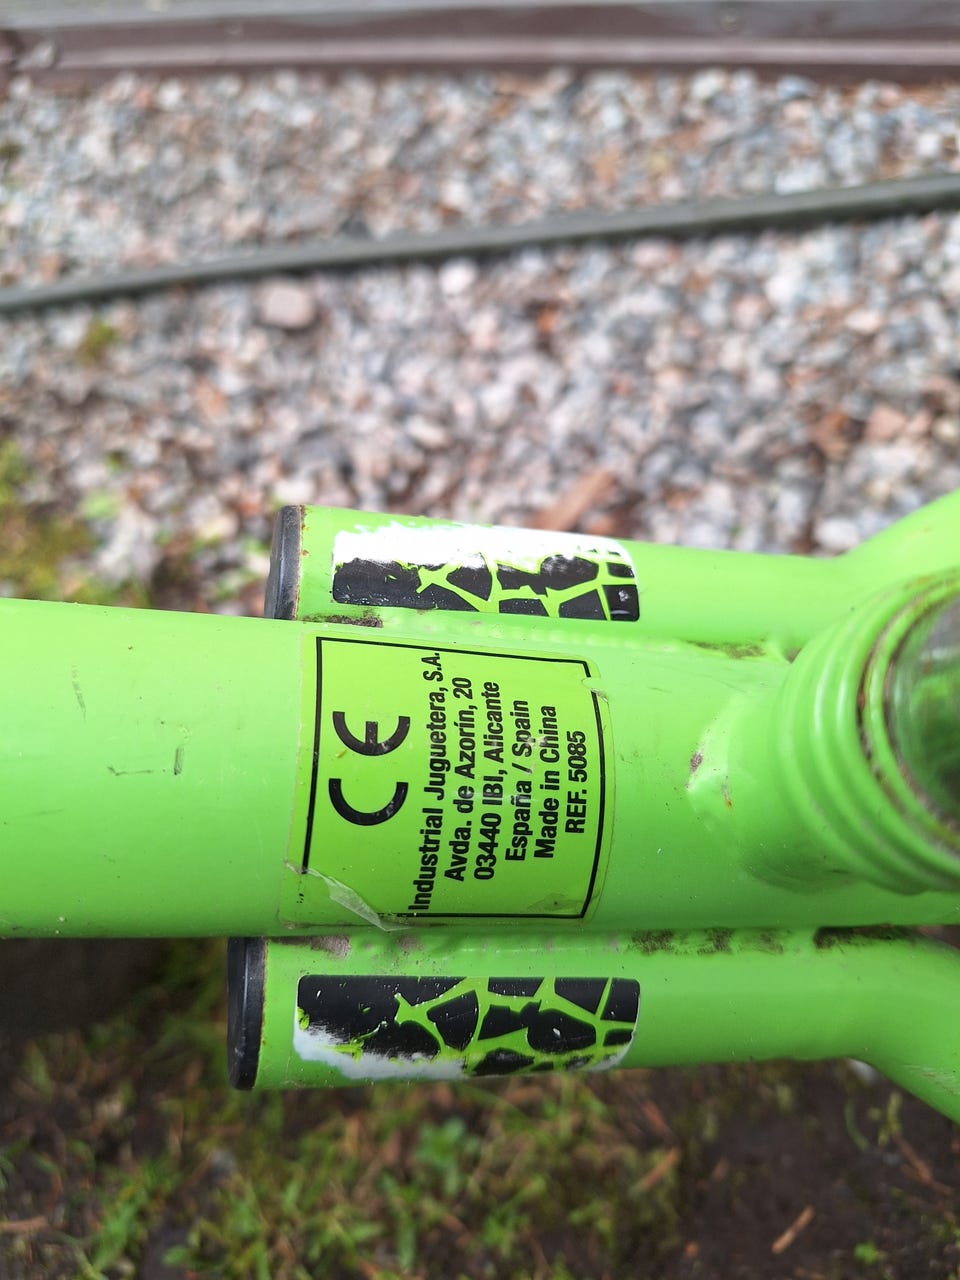 CE
Industrial Juguetera, S.A.
Avda. de Azorín, 20
03440 IBI, Alicante
España / Spain
Made in China
REF. 5085